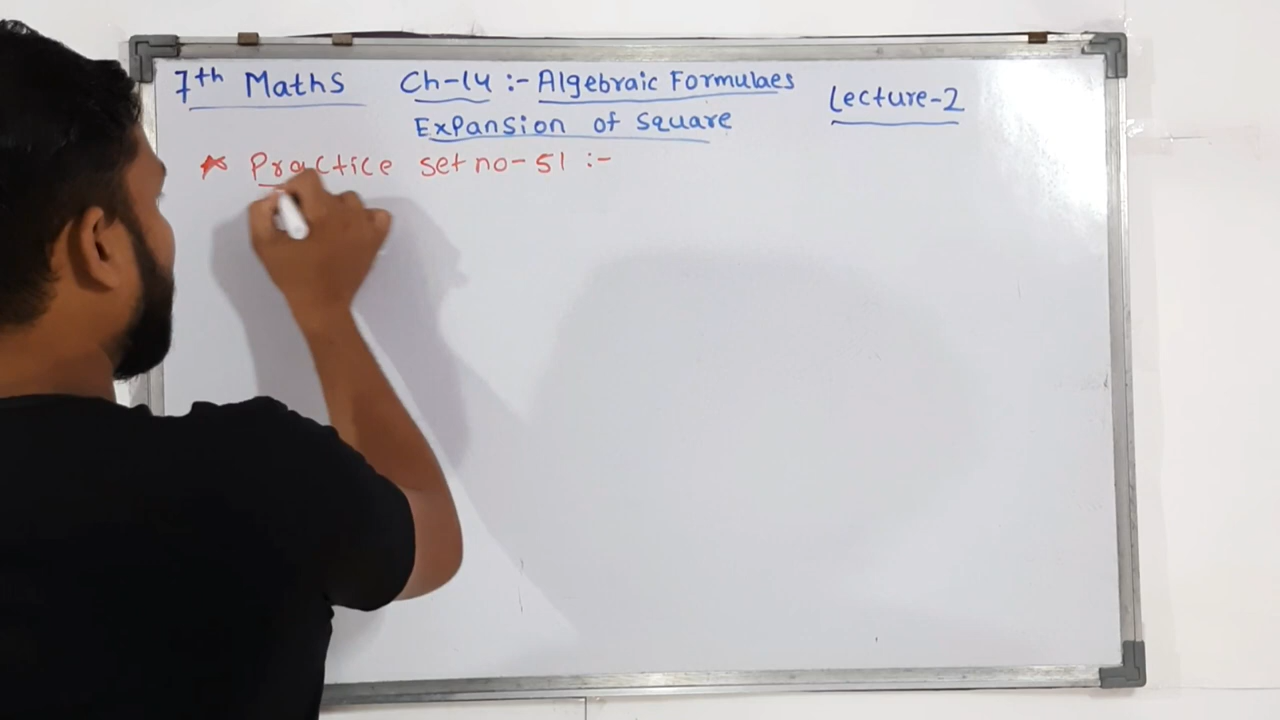 7th Maths Ch-14 :- Algebraic Formulaes Lecture-2
Expansion of square
* Practice set no-51 :-